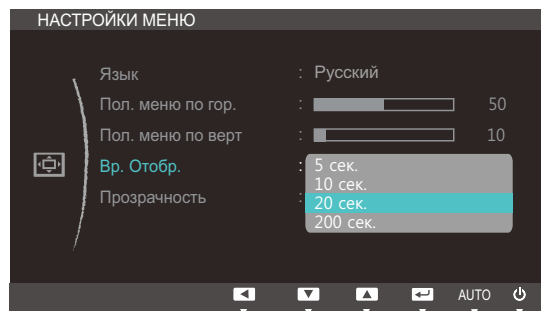 НАСТРОЙКИ МЕНЮ
Язык : Русский
Пол. меню по гор. : 50
Пол. меню по верт : 10
Вр. Отобр. : 5 сек.
10 сек.
20 сек.
Прозрачность :
200 сек.
AUTO